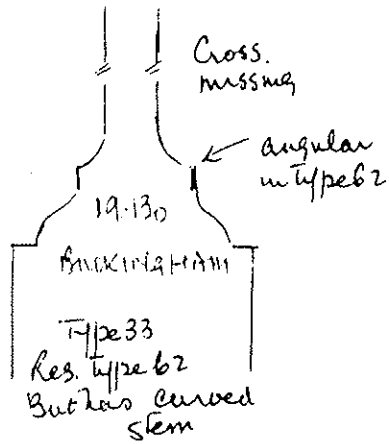 Cross.
missing
angular
in Type 62
19.130
BUCKINGHAM
Type 33
Res. Type 62
But has curved
stem